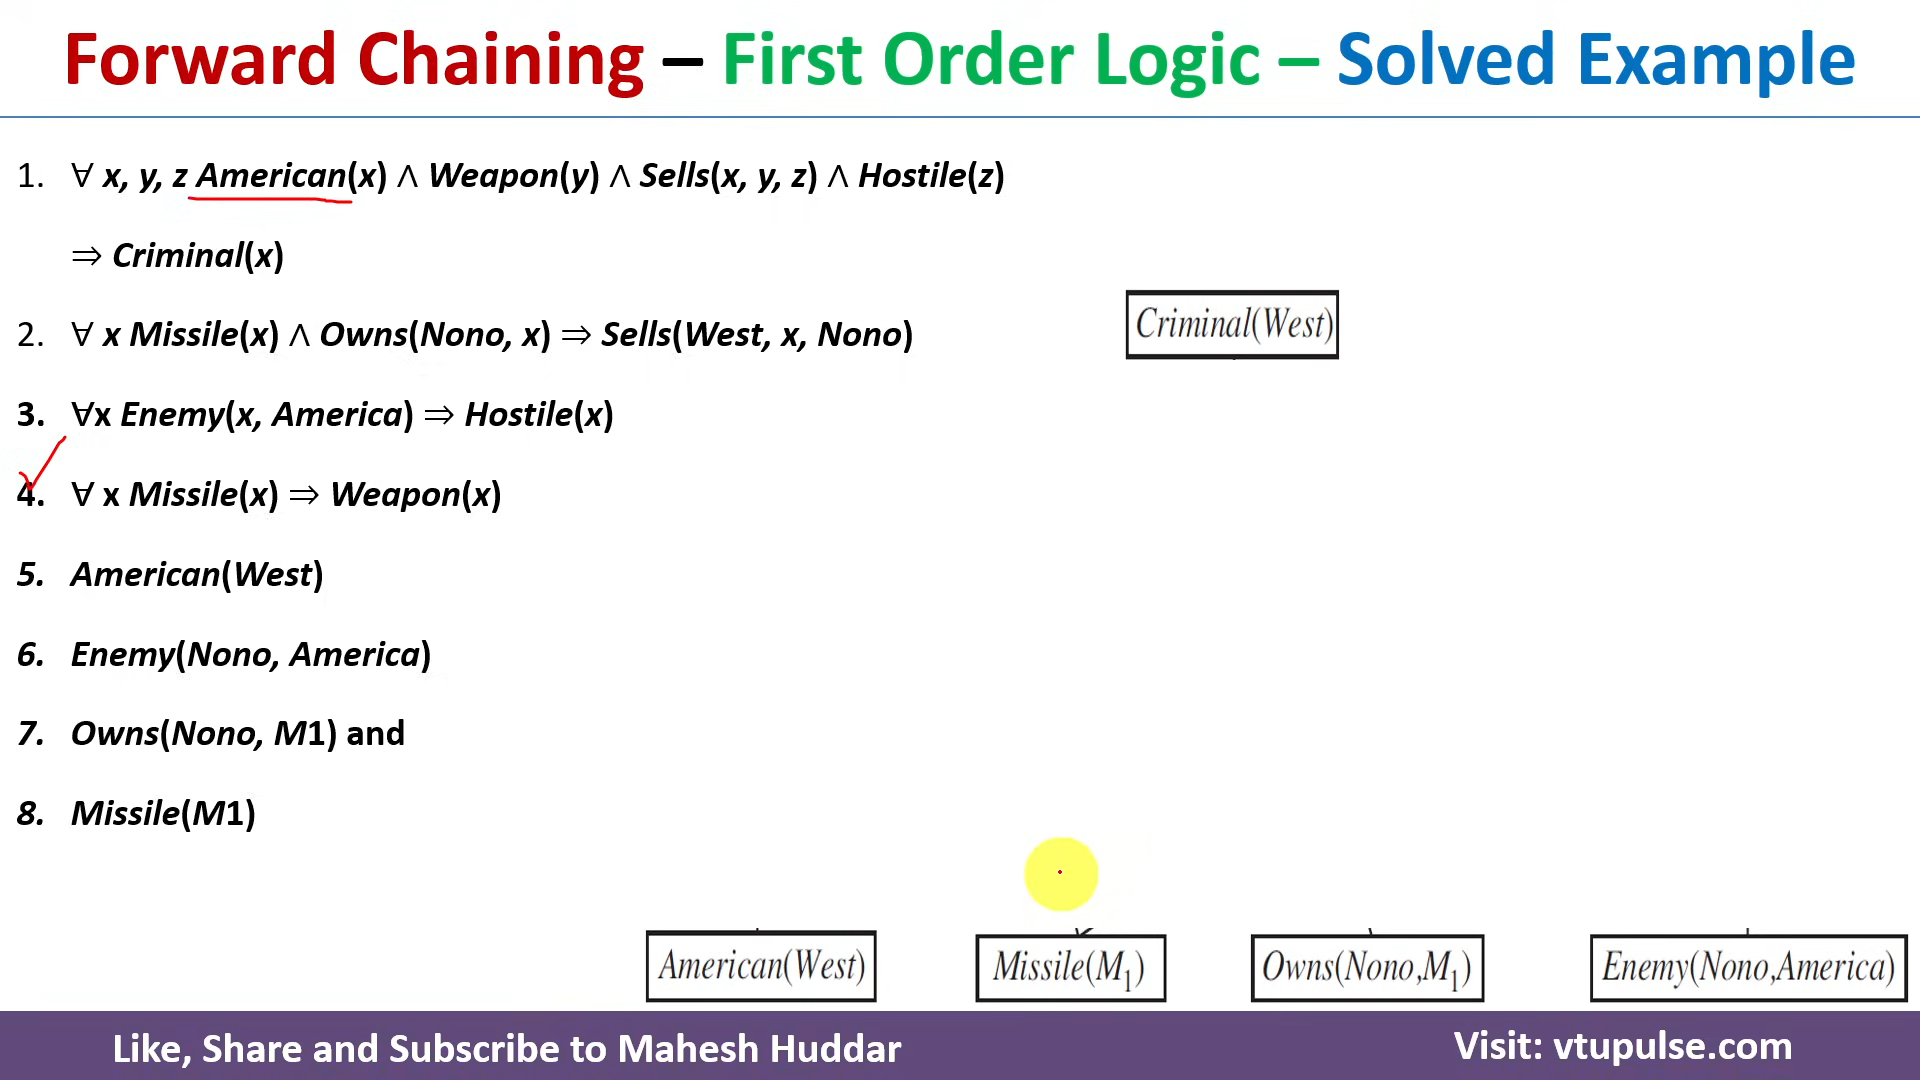 Forward Chaining – First Order Logic – Solved Example
1. ∀ x, y, z American(x) ∧ Weapon(y) ∧ Sells(x, y, z) ∧ Hostile(z)
⇒ Criminal(x)
2. ∀ x Missile(x) ∧ Owns(Nono, x) ⇒ Sells(West, x, Nono)
3. ∀x Enemy(x, America) ⇒ Hostile(x)
4. ∀ x Missile(x) ⇒ Weapon(x)
5. American(West)
6. Enemy(Nono, America)
7. Owns(Nono, M1) and
8. Missile(M1)
Criminal(West)
American(West) Missile(M₁) Owns(Nono,M₁) Enemy(Nono,America)
Like, Share and Subscribe to Mahesh Huddar Visit: vtupulse.com